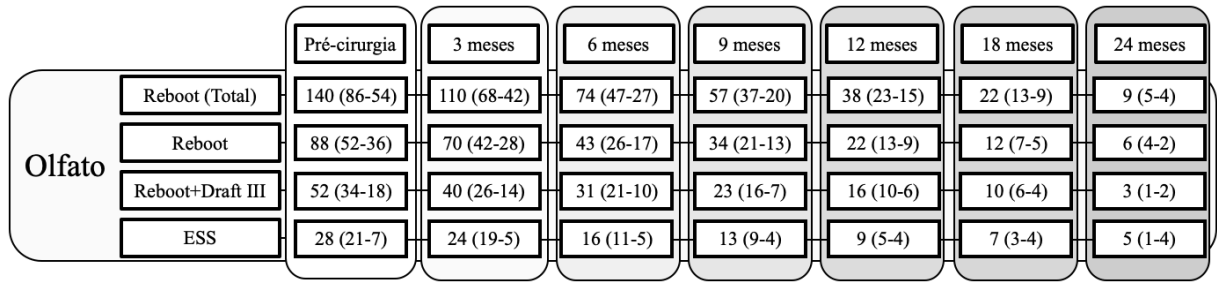 Pré-cirurgia 3 meses 6 meses 9 meses 12 meses 18 meses 24 meses
Olfato
Reboot (Total) 140 (86-54) 110 (68-42) 74 (47-27) 57 (37-20) 38 (23-15) 22 (13-9) 9 (5-4)
Reboot 88 (52-36) 70 (42-28) 43 (26-17) 34 (21-13) 22 (13-9) 12 (7-5) 6 (4-2)
Reboot+Draft III 52 (34-18) 40 (26-14) 31 (21-10) 23 (16-7) 16 (10-6) 10 (6-4) 3 (1-2)
ESS 28 (21-7) 24 (19-5) 16 (11-5) 13 (9-4) 9 (5-4) 7 (3-4) 5 (1-4)